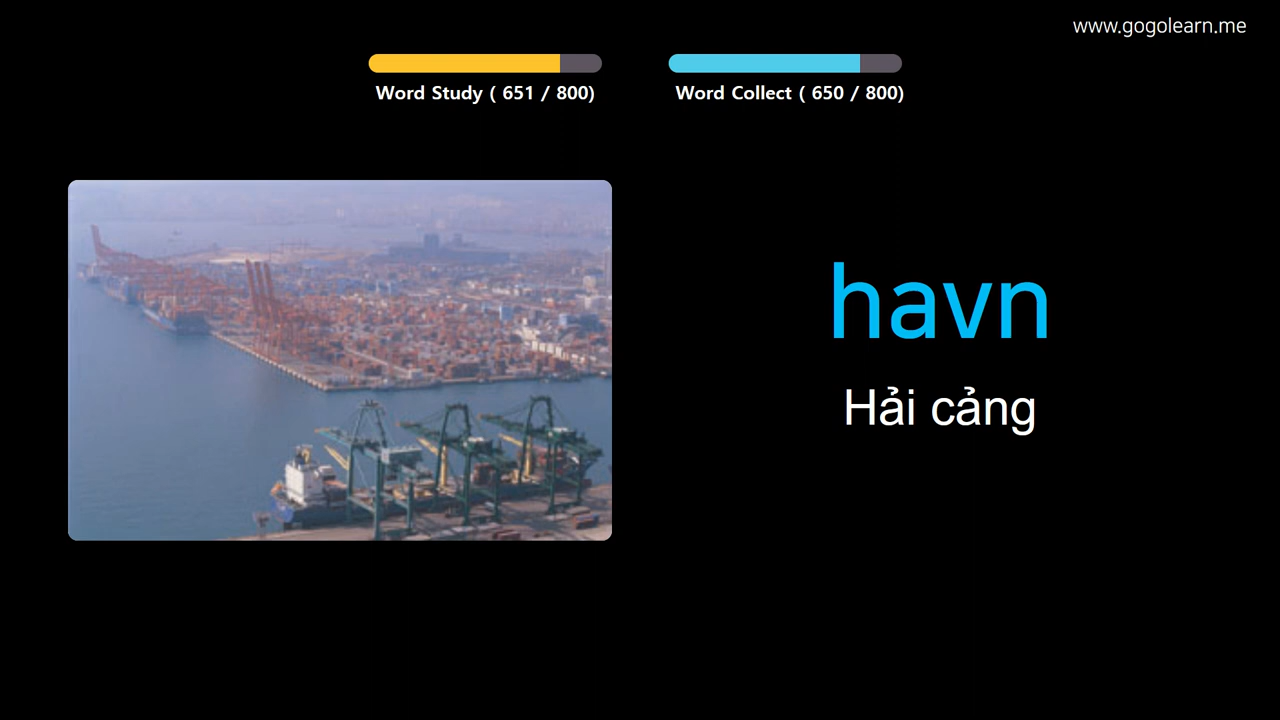 www.gogolearn.me
Word Study ( 651 / 800)
Word Collect ( 650 / 800)
havn
Hải cảng